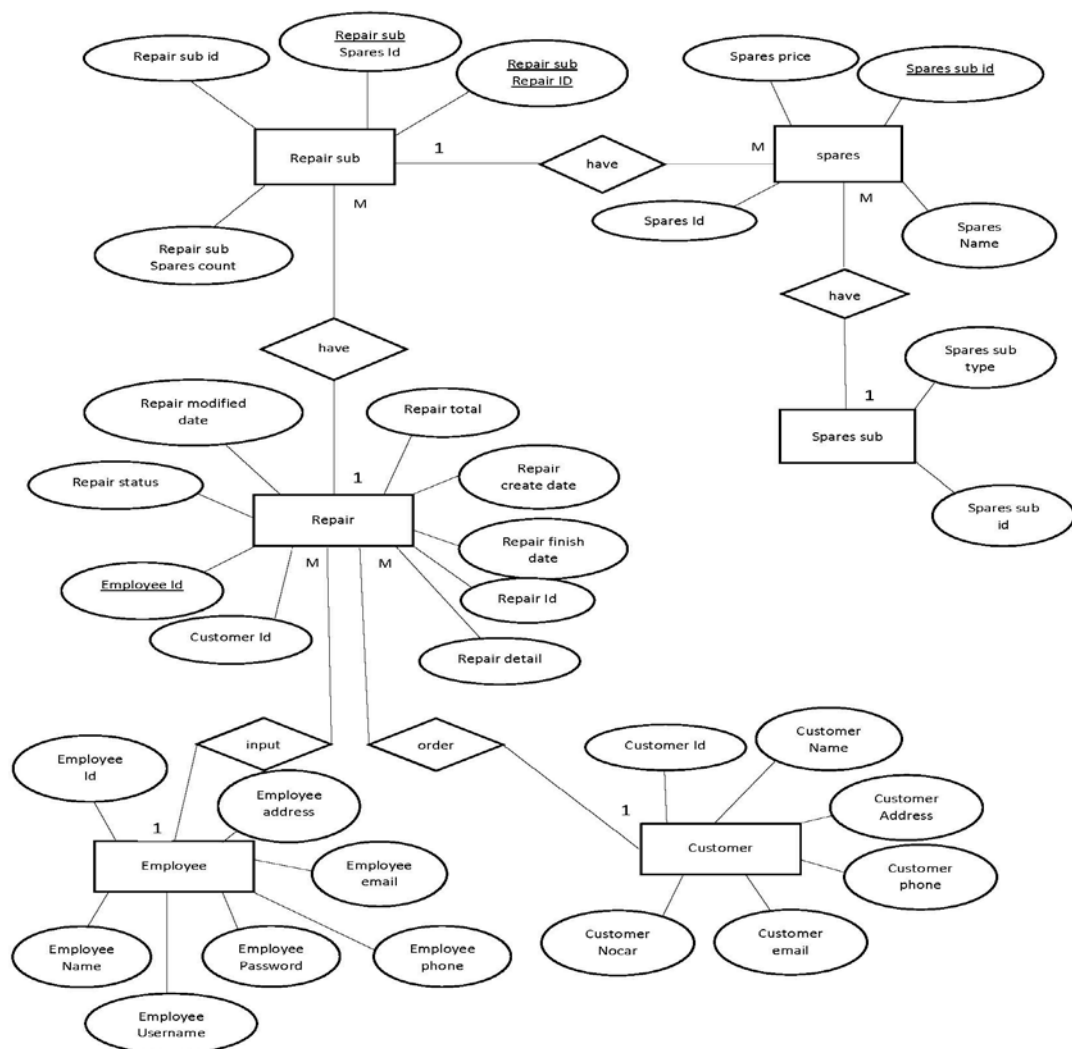 Repair sub id
Repair sub
Spares Id
Repair sub
Repair ID
Spares price
Spares sub id
Repair sub
1
have
M
spares
M
M
Spares Id
Spares
Name
Repair sub
Spares count
have
have
Spares sub
type
Repair modified
date
Repair total
1
Spares sub
Repair status
1
Repair
create date
Repair
Spares sub
id
Repair finish
date
M
M
Employee Id
Repair Id
Customer Id
Repair detail
input
order
Customer Id
Customer
Name
Employee
Id
Employee
address
Customer
Address
1
1
Employee
Customer
Employee
email
Customer
phone
Employee
Name
Employee
Password
Employee
phone
Customer
Nocar
Customer
email
Employee
Username